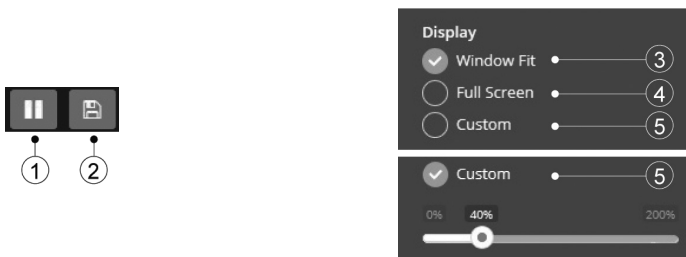 1
2
Display
Window Fit
3
Full Screen
4
Custom
5
Custom
5
0%
40%
200%